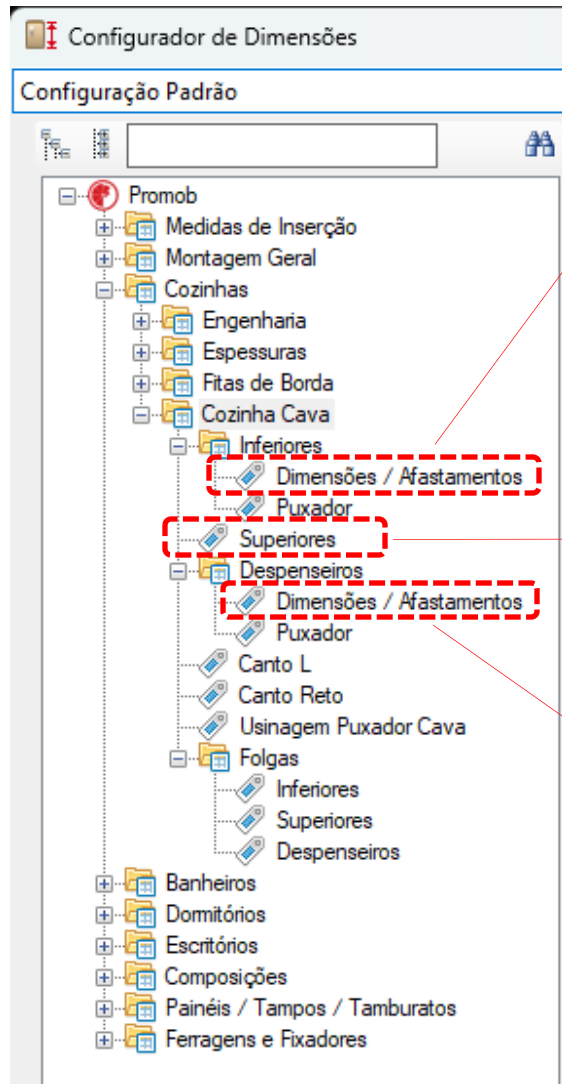 Configurador de Dimensões
Configuração Padrão
Promob
Medidas de Inserção
Montagem Geral
Cozinhas
Engenharia
Espessuras
Fitas de Borda
Cozinha Cava
Inferiores
Dimensões / Afastamentos
Puxador
Superiores
Despenseiros
Dimensões / Afastamentos
Puxador
Canto L
Canto Reto
Usinagem Puxador Cava
Folgas
Inferiores
Superiores
Despenseiros
Banheiros
Dormitórios
Escritórios
Composições
Painéis / Tampos / Tamburatos
Ferragens e Fixadores